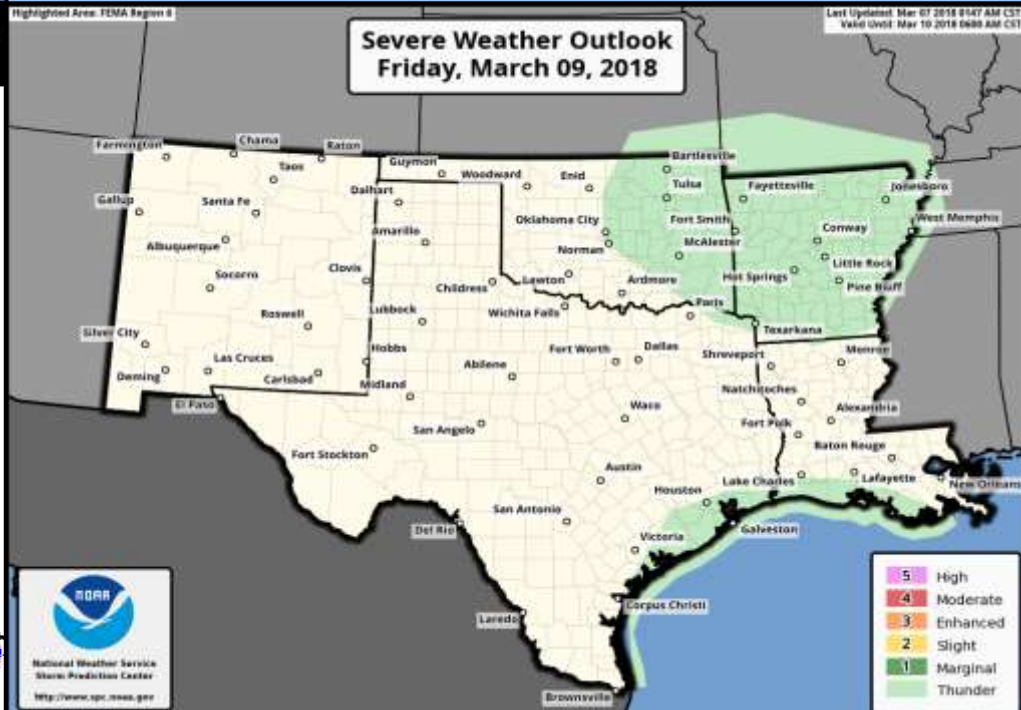 Highlighted Area: FEMA Region 6
Last Updated: Mar 07 2018 0147 AM CST
Valid Until: Mar 10 2018 0600 AM CST
Severe Weather Outlook
Friday, March 09, 2018
Farmington
Chama
Raton
Taos
Gallup
Santa Fe
Albuquerque
Socorro
Clovis
Roswell
Silver City
Las Cruces
Hobbs
Deming
Carlsbad
El Paso
Guymon
Woodward
Enid
Bartlesville
Tulsa
Fayetteville
Jonesboro
Dalhart
Oklahoma City
Fort Smith
Conway
West Memphis
Amarillo
Norman
McAlester
Little Rock
Childress
Lawton
Ardmore
Hot Springs
Pine Bluff
Lubbock
Wichita Falls
Paris
Texarkana
Fort Worth
Dallas
Shreveport
Monroe
Midland
Abilene
Natchitoches
Waco
Alexandria
San Angelo
Fort Polk
Baton Rouge
Fort Stockton
Austin
Lake Charles
Lafayette
New Orleans
Houston
San Antonio
Galveston
Del Rio
Victoria
Corpus Christi
Laredo
Brownsville
NOAA
National Weather Service
Storm Prediction Center
http://www.spc.noaa.gov
5 High
4 Moderate
3 Enhanced
2 Slight
1 Marginal
Thunder